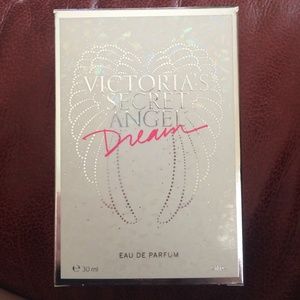 VICTORIA'S
SECRET
ANGEL
Dream
EAU DE PARFUM
℮ 30 ml